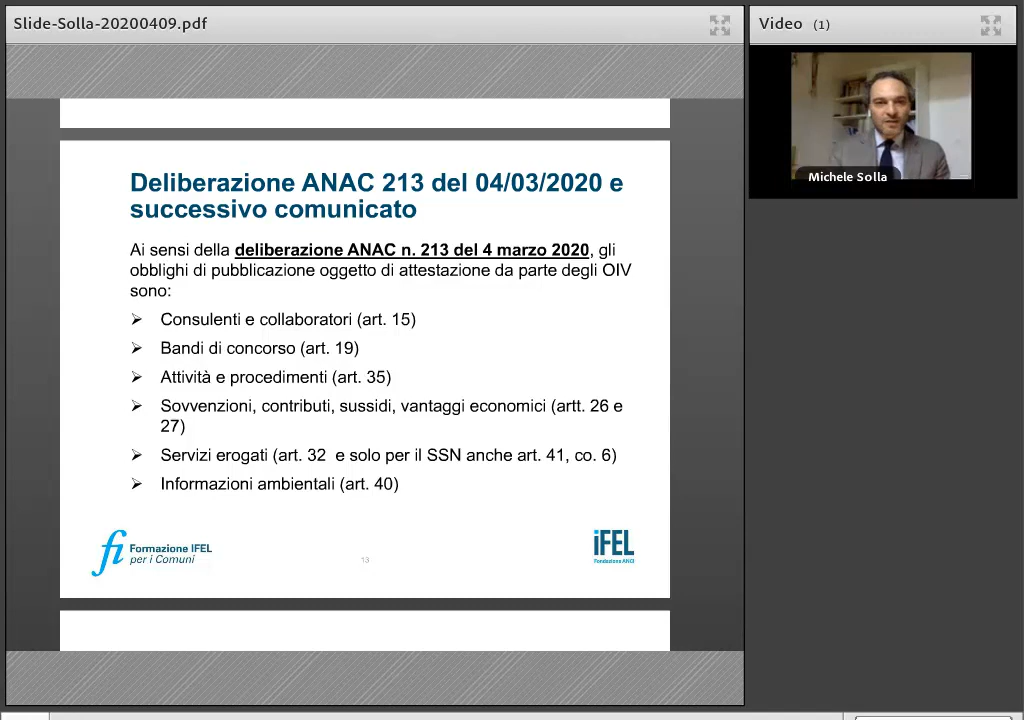 Slide-Solla-20200409.pdf
Video (1)
Michele Solla
Deliberazione ANAC 213 del 04/03/2020 e
successivo comunicato
Ai sensi della deliberazione ANAC n. 213 del 4 marzo 2020, gli
obblighi di pubblicazione oggetto di attestazione da parte degli OIV
sono:
Consulenti e collaboratori (art. 15)
Bandi di concorso (art. 19)
Attività e procedimenti (art. 35)
Sovvenzioni, contributi, sussidi, vantaggi economici (artt. 26 e
27)
Servizi erogati (art. 32 e solo per il SSN anche art. 41, co. 6)
Informazioni ambientali (art. 40)
fi Formazione IFEL
per i Comuni
13
iFEL
Fondazione ANCI